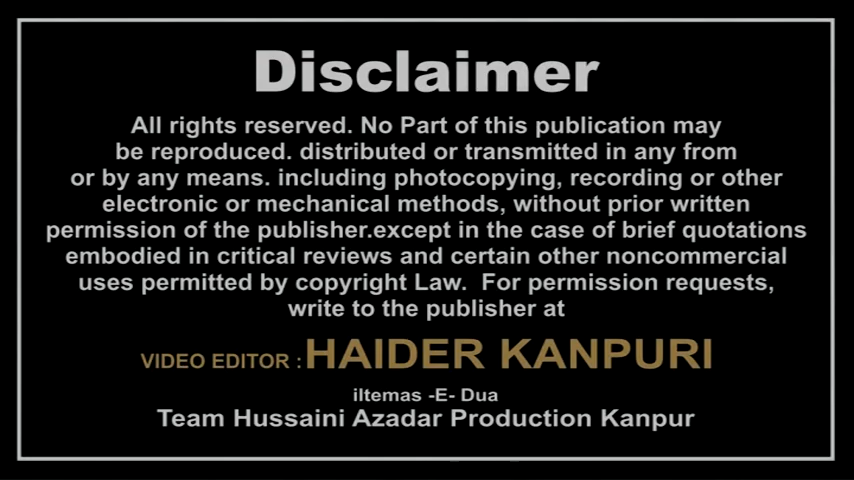 Disclaimer
All rights reserved. No Part of this publication may
be reproduced. distributed or transmitted in any from
or by any means. including photocopying, recording or other
electronic or mechanical methods, without prior written
permission of the publisher.except in the case of brief quotations
embodied in critical reviews and certain other noncommercial
uses permitted by copyright Law.  For permission requests,
write to the publisher at
VIDEO EDITOR : HAIDER KANPURI
iltemas -E- Dua
Team Hussaini Azadar Production Kanpur